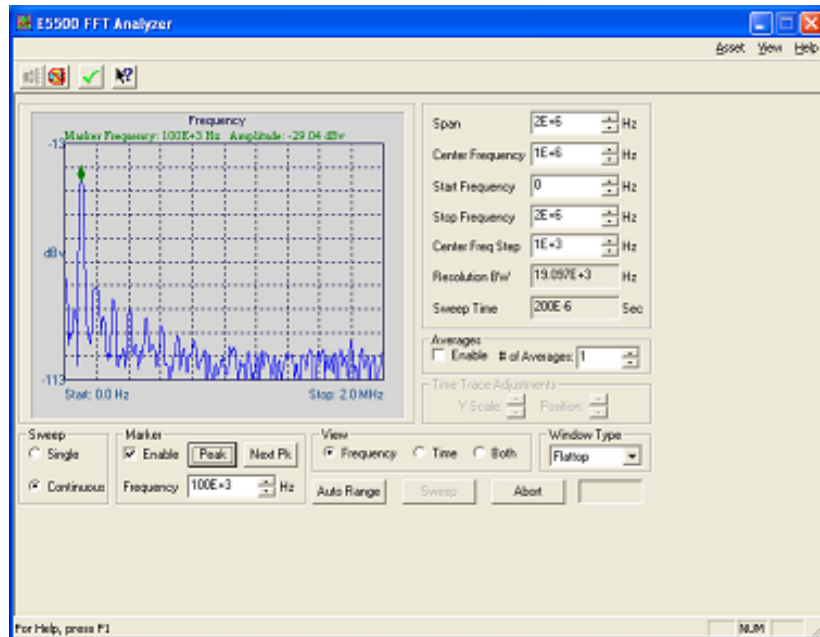 E5500 FFT Analyzer
Asset View Help
Frequency
Marker Frequency: 100E+3 Hz Amplitude: -29.04 dBv
-13
dBv
-113
Start: 0.0 Hz Stop: 2.0 MHz
Span 2E+6 Hz
Center Frequency 1E+6 Hz
Start Frequency 0 Hz
Stop Frequency 2E+6 Hz
Center Freq Step 1E+3 Hz
Resolution BW 19.097E+3 Hz
Sweep Time 200E-6 Sec
Averages
Enable # of Averages: 1
Time Trace Adjustments
Y Scale: Position:
Sweep
Single
Continuous
Marker
Enable Peak Next Pk
Frequency 100E+3 Hz
View
Frequency Time Both
Window Type
Flattop
Auto Range Sweep Abort
For Help, press F1
NUM